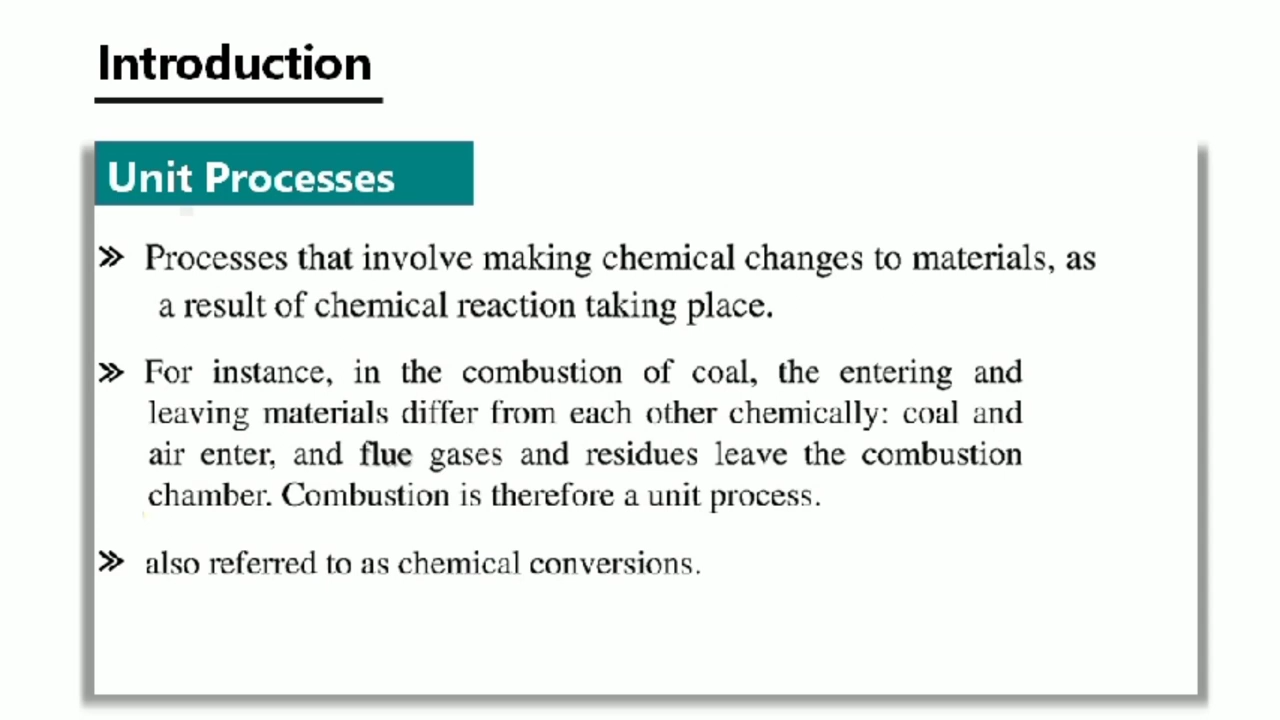 Introduction
Unit Processes
» Processes that involve making chemical changes to materials, as
a result of chemical reaction taking place.
» For instance, in the combustion of coal, the entering and
leaving materials differ from each other chemically: coal and
air enter, and flue gases and residues leave the combustion
chamber. Combustion is therefore a unit process.
» also referred to as chemical conversions.